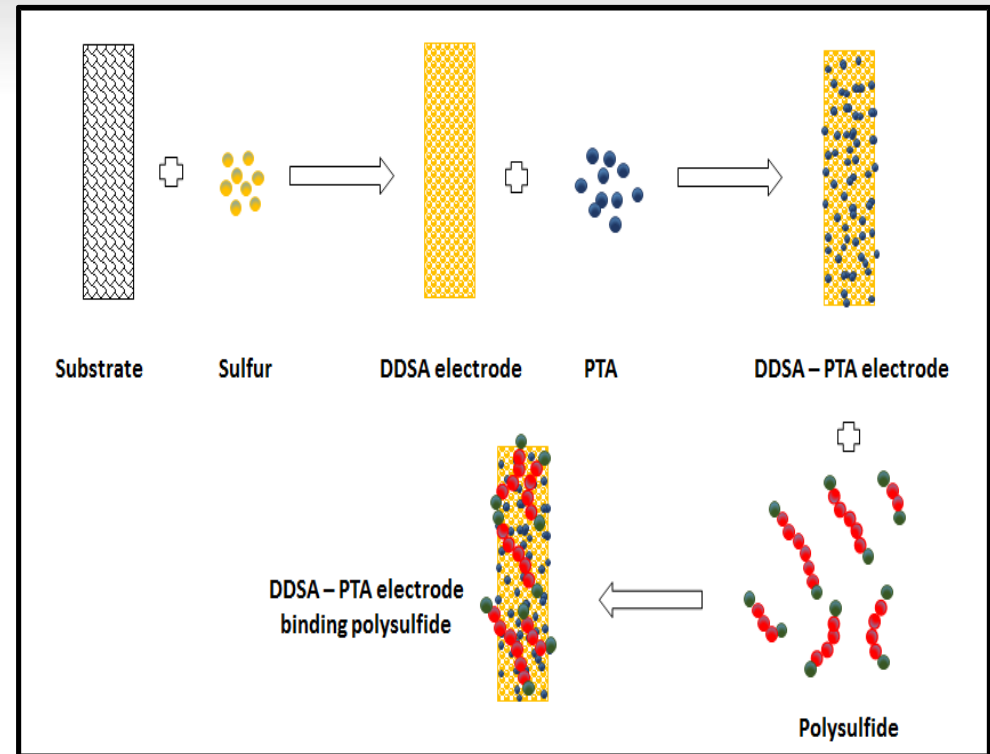 Substrate
Sulfur
DDSA electrode
PTA
DDSA – PTA electrode
DDSA – PTA electrode
binding polysulfide
Polysulfide